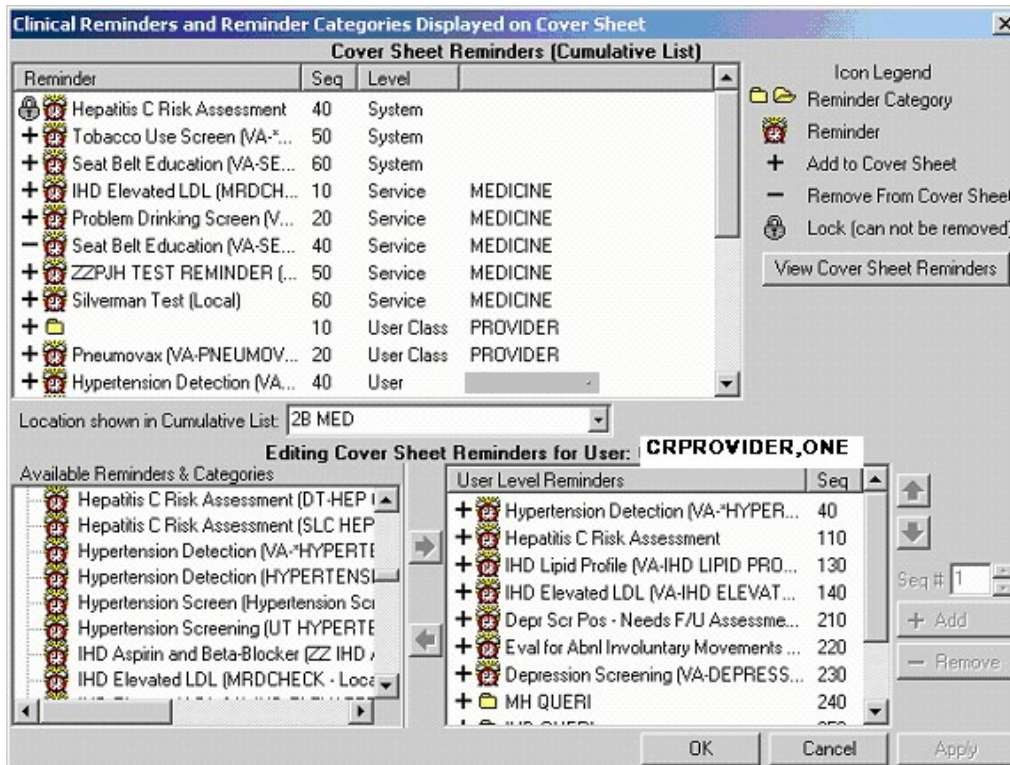 Clinical Reminders and Reminder Categories Displayed on Cover Sheet
Cover Sheet Reminders (Cumulative List)
Reminder Seq Level
Hepatitis C Risk Assessment 40 System
Tobacco Use Screen (VA-*... 50 System
Seat Belt Education (VA-SE... 60 System
IHD Elevated LDL (MRDCH... 10 Service MEDICINE
Problem Drinking Screen (V... 20 Service MEDICINE
Seat Belt Education (VA-SE... 40 Service MEDICINE
ZZPJH TEST REMINDER (... 50 Service MEDICINE
Silverman Test (Local) 60 Service MEDICINE
10 User Class PROVIDER
Pneumovax (VA-PNEUMOV... 20 User Class PROVIDER
Hypertension Detection (VA... 40 User
Icon Legend
Reminder Category
Reminder
+ Add to Cover Sheet
− Remove From Cover Sheet
Lock (can not be removed)
View Cover Sheet Reminders
Location shown in Cumulative List: 2B MED
Editing Cover Sheet Reminders for User: CRPROVIDER,ONE
Available Reminders & Categories
Hepatitis C Risk Assessment (DT-HEP
Hepatitis C Risk Assessment (SLC HEP
Hypertension Detection (VA-*HYPERTE
Hypertension Detection (HYPERTENSI
Hypertension Screen (Hypertension Scr
Hypertension Screening (UT HYPERTE
IHD Aspirin and Beta-Blocker (ZZ IHD
IHD Elevated LDL (MRDCHECK - Loca
User Level Reminders Seq
Hypertension Detection (VA-*HYPER... 40
Hepatitis C Risk Assessment 110
IHD Lipid Profile (VA-IHD LIPID PRO... 130
IHD Elevated LDL (VA-IHD ELEVAT... 140
Depr Scr Pos - Needs F/U Assessme... 210
Eval for Abnl Involuntary Movements ... 220
Depression Screening (VA-DEPRESS... 230
MH QUERI 240
Seq # 1
+ Add
− Remove
OK Cancel Apply